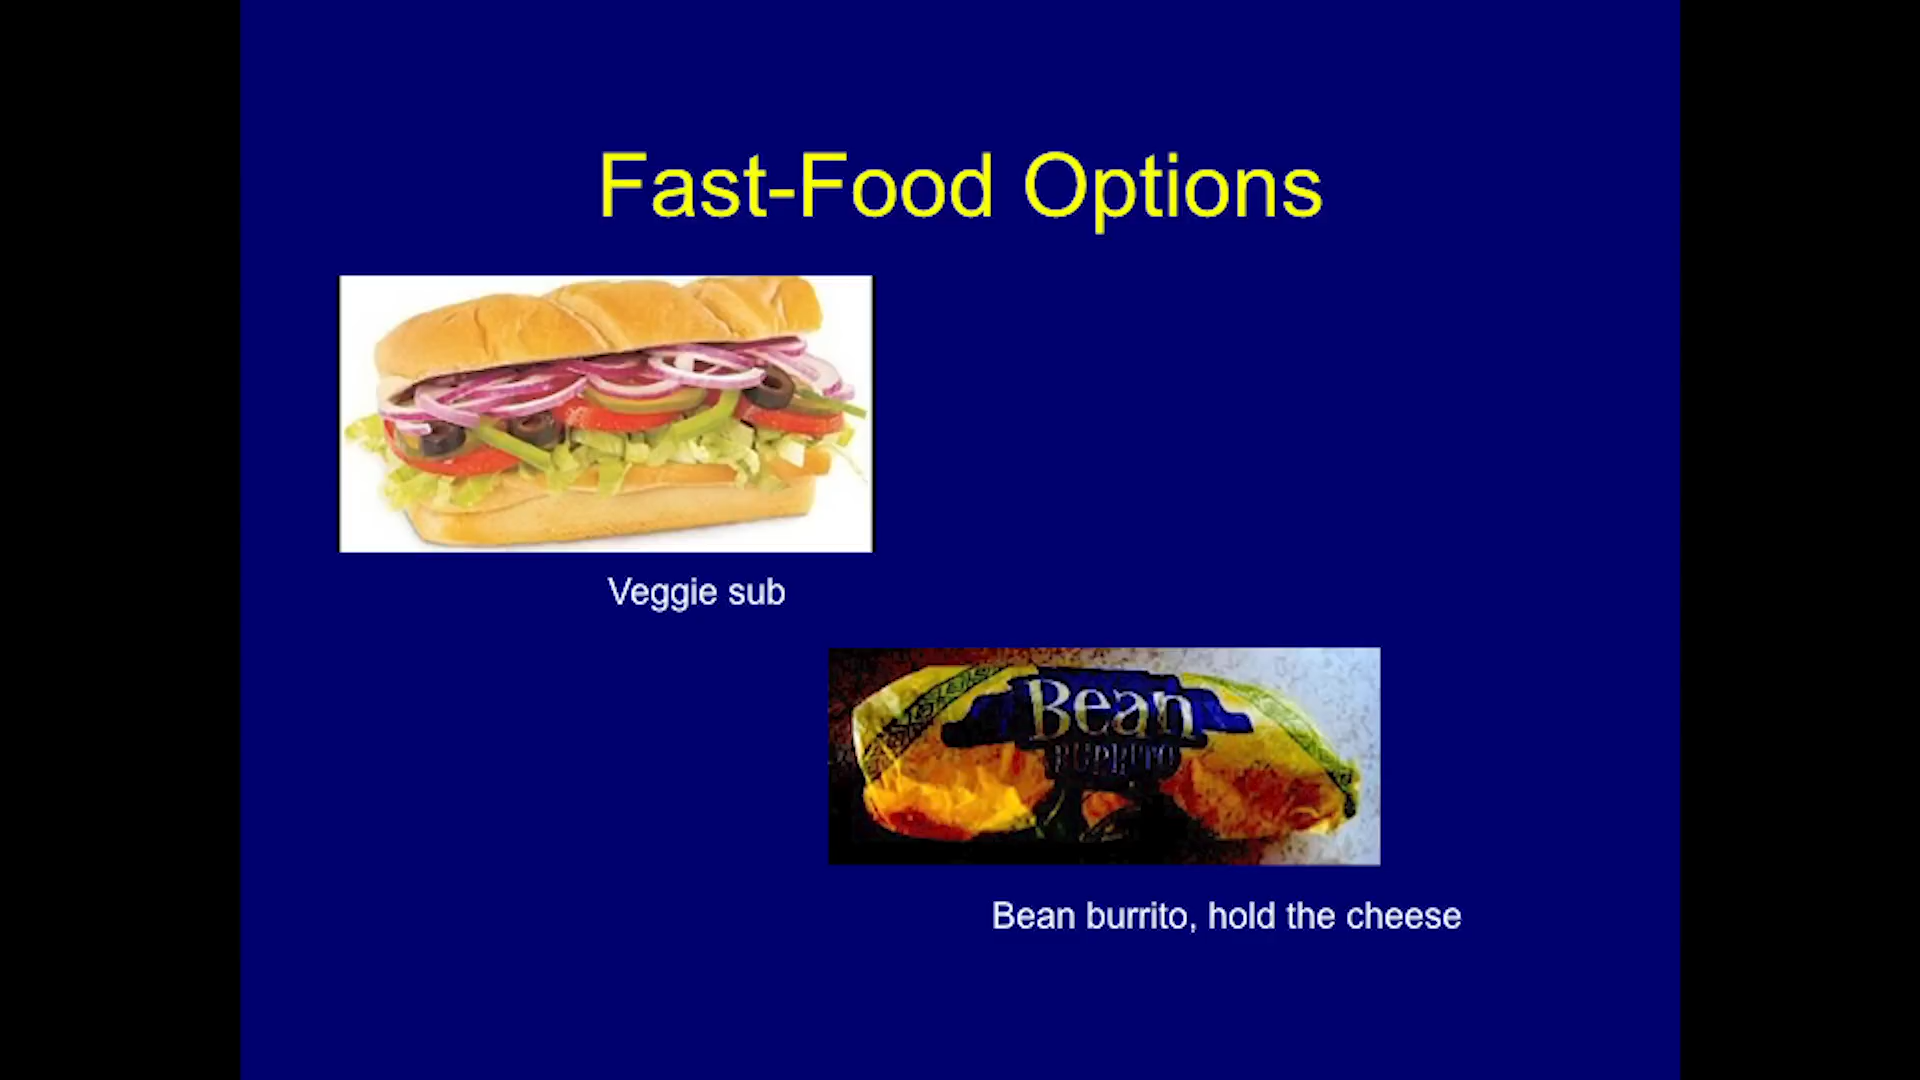 Fast-Food Options
Veggie sub
Bean
BURRITO
Bean burrito, hold the cheese